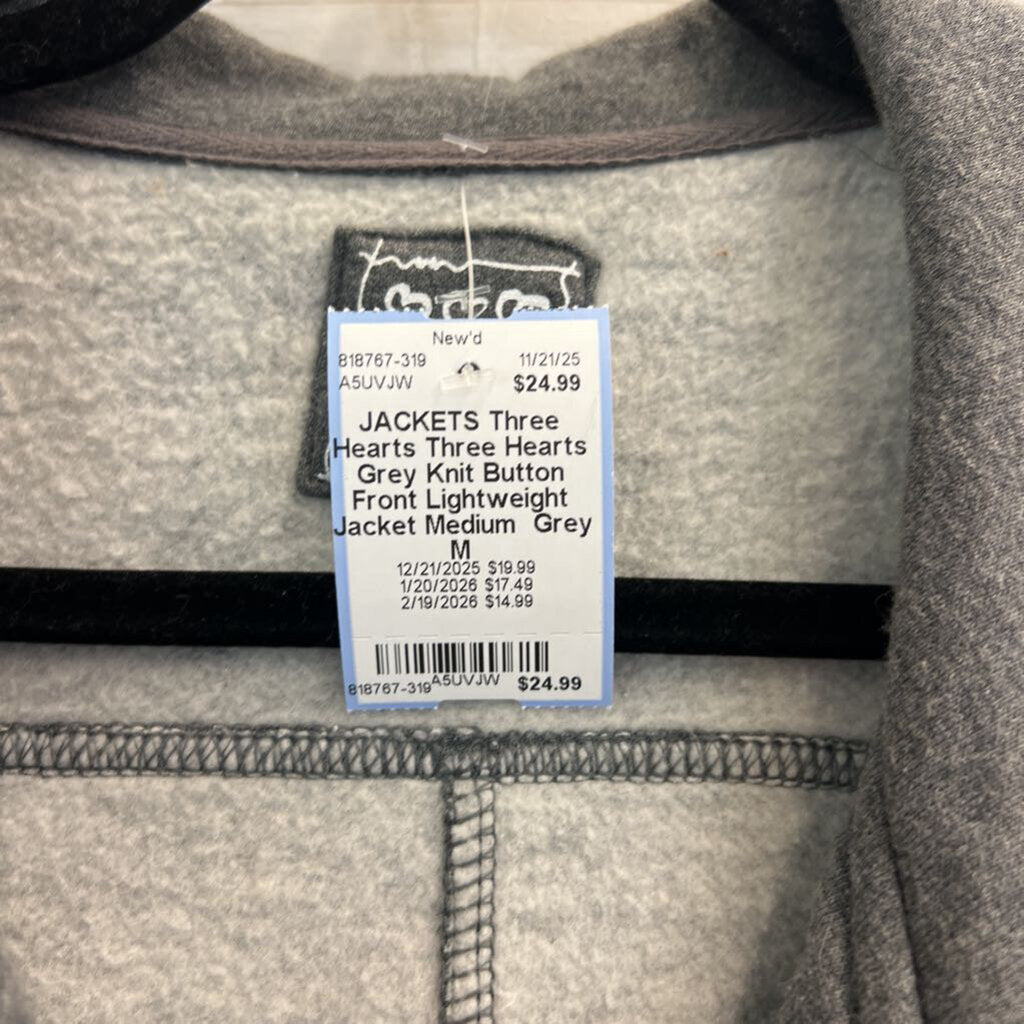 from
New'd
818767-319 11/21/25
A5UVJW $24.99
JACKETS Three
Hearts Three Hearts
Grey Knit Button
Front Lightweight
Jacket Medium Grey
M
12/21/2025 $19.99
1/20/2026 $17.49
2/19/2026 $14.99
818767-319 A5UVJW $24.99